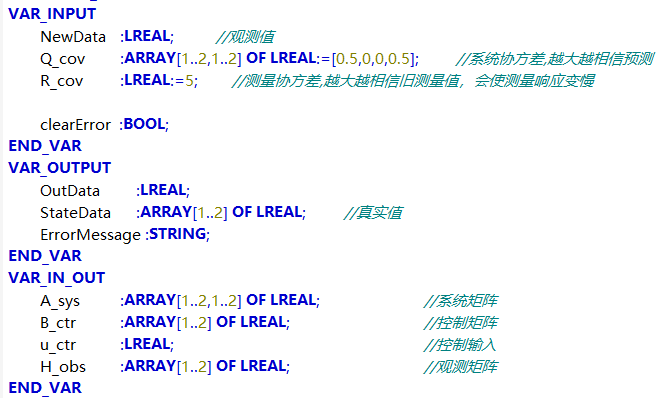 VAR_INPUT
NewData :LREAL; //观测值
Q_cov :ARRAY[1..2,1..2] OF LREAL:=[0.5,0,0,0.5]; //系统协方差,越大越相信预测
R_cov :LREAL:=5; //测量协方差,越大越相信旧测量值，会使测量响应变慢
clearError :BOOL;
END_VAR
VAR_OUTPUT
OutData :LREAL;
StateData :ARRAY[1..2] OF LREAL; //真实值
ErrorMessage :STRING;
END_VAR
VAR_IN_OUT
A_sys :ARRAY[1..2,1..2] OF LREAL; //系统矩阵
B_ctr :ARRAY[1..2] OF LREAL; //控制矩阵
u_ctr :LREAL; //控制输入
H_obs :ARRAY[1..2] OF LREAL; //观测矩阵
END_VAR